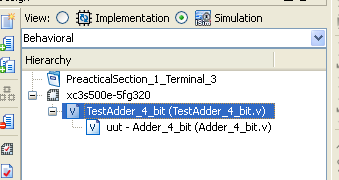 View: Implementation Simulation
Behavioral
Hierarchy
PreacticalSection_1_Terminal_3
xc3s500e-5fg320
TestAdder_4_bit (TestAdder_4_bit.v)
uut - Adder_4_bit (Adder_4_bit.v)